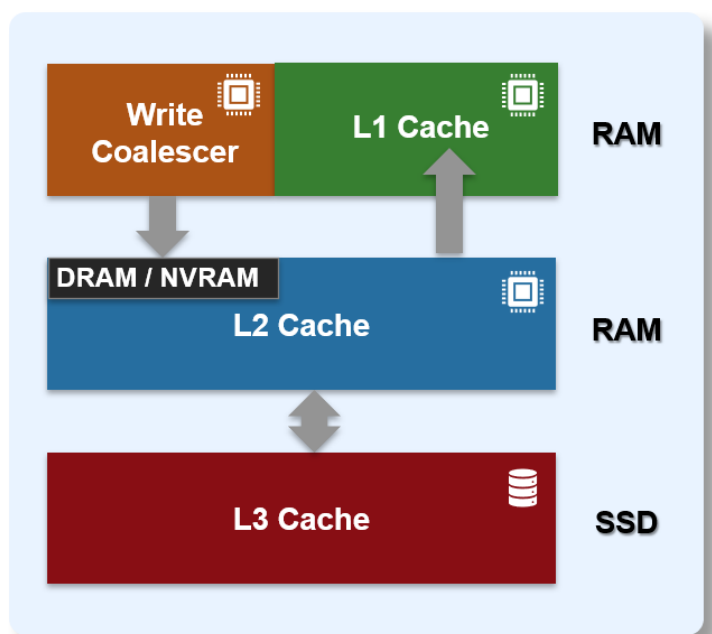 Write
Coalescer
L1 Cache
RAM
DRAM / NVRAM
L2 Cache
RAM
L3 Cache
SSD